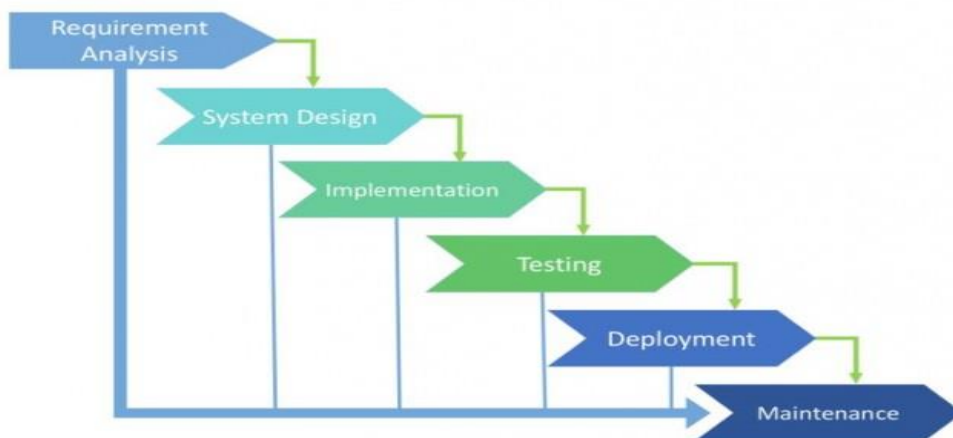 Requirement
Analysis
System Design
Implementation
Testing
Deployment
Maintenance